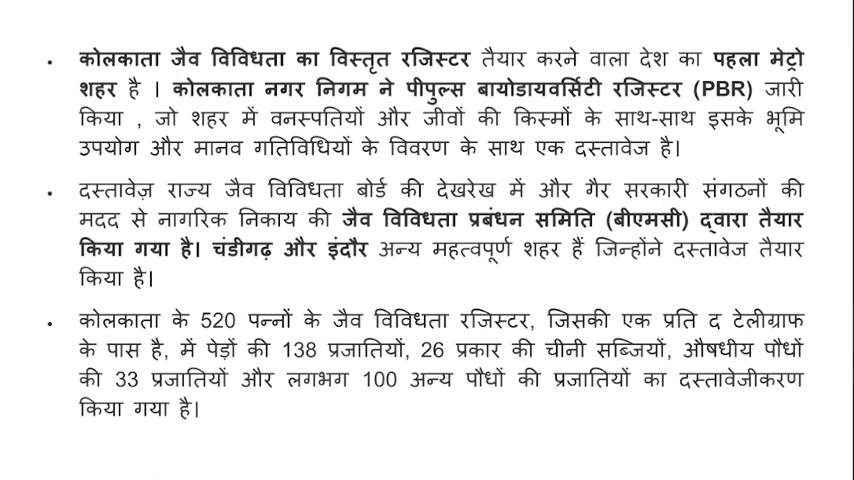 • कोलकाता जैव विविधता का विस्तृत रजिस्टर तैयार करने वाला देश का पहला मेट्रो
शहर है । कोलकाता नगर निगम ने पीपुल्स बायोडायवर्सिटी रजिस्टर (PBR) जारी
किया , जो शहर में वनस्पतियों और जीवों की किस्मों के साथ-साथ इसके भूमि
उपयोग और मानव गतिविधियों के विवरण के साथ एक दस्तावेज है।
• दस्तावेज़ राज्य जैव विविधता बोर्ड की देखरेख में और गैर सरकारी संगठनों की
मदद से नागरिक निकाय की जैव विविधता प्रबंधन समिति (बीएमसी) द्वारा तैयार
किया गया है। चंडीगढ़ और इंदौर अन्य महत्वपूर्ण शहर हैं जिन्होंने दस्तावेज तैयार
किया है।
• कोलकाता के 520 पन्नों के जैव विविधता रजिस्टर, जिसकी एक प्रति द टेलीग्राफ
के पास है, में पेड़ों की 138 प्रजातियों, 26 प्रकार की चीनी सब्जियों, औषधीय पौधों
की 33 प्रजातियों और लगभग 100 अन्य पौधों की प्रजातियों का दस्तावेजीकरण
किया गया है।